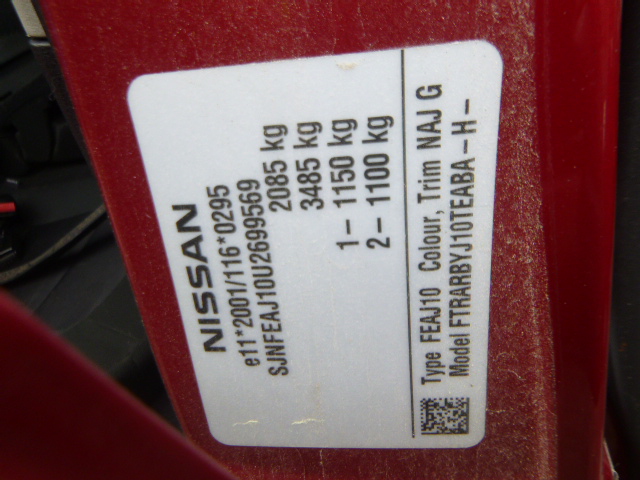 NISSAN
e11*2001/116*0295
SJNFEAJ10U2699569
2085 kg
3485 kg
1- 1150 kg
2- 1100 kg
Type FEAJ10 Colour, Trim NAJ G
Model FTRARBYJ10TEABA-H-